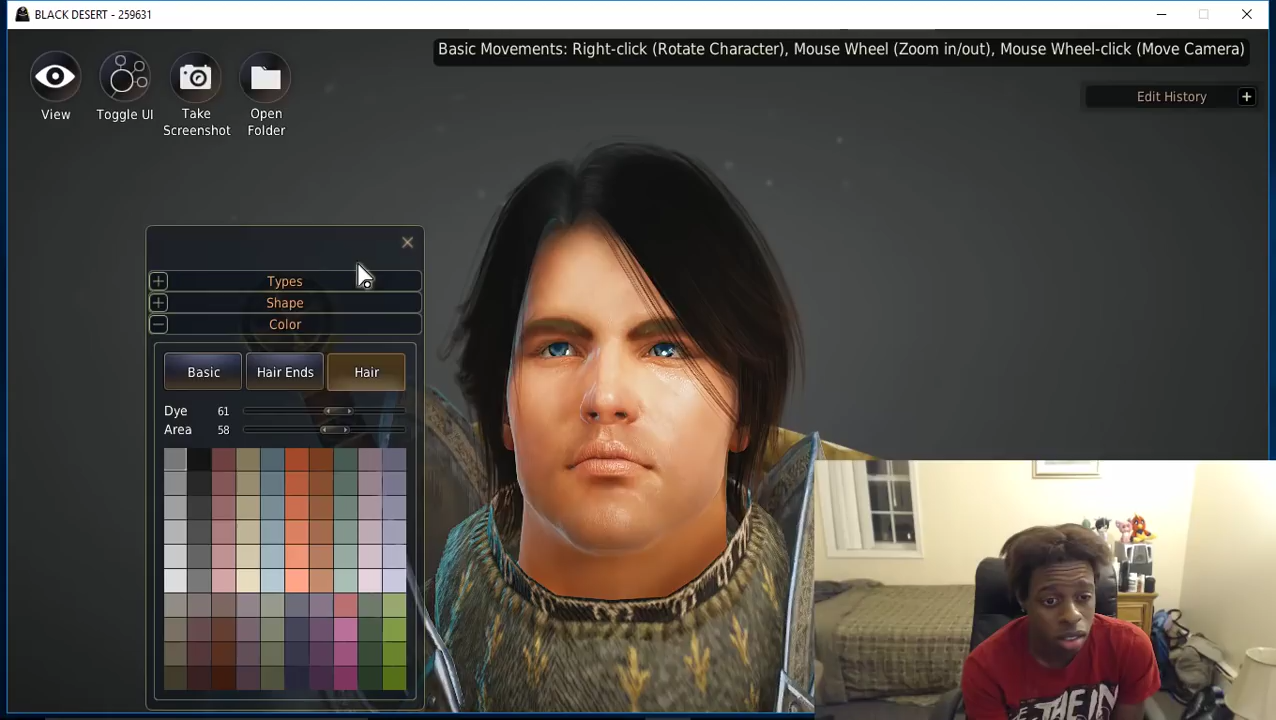 BLACK DESERT - 259631
Basic Movements: Right-click (Rotate Character), Mouse Wheel (Zoom in/out), Mouse Wheel-click (Move Camera)
View
Toggle UI
Take
Screenshot
Open
Folder
Edit History
Types
Shape
Color
Basic
Hair Ends
Hair
Dye 61
Area 58
THE IN